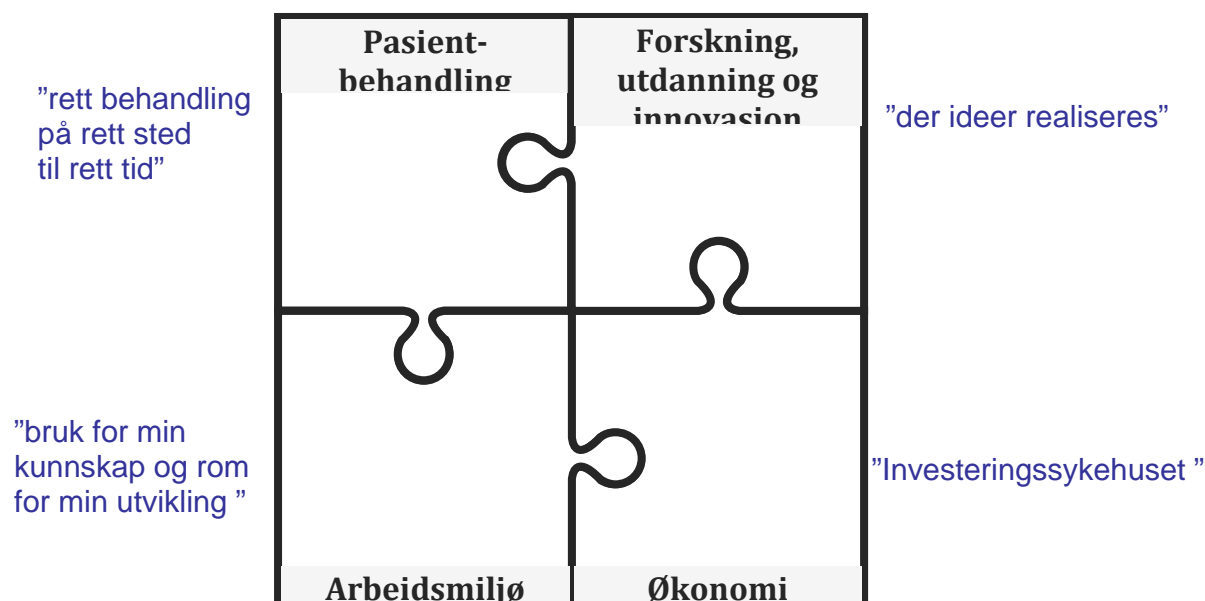 Pasient-
behandling
Forskning,
utdanning og
innovasjon
”rett behandling
på rett sted
til rett tid”
”der ideer realiseres”
”bruk for min
kunnskap og rom
for min utvikling ”
”Investeringssykehuset ”
Arbeidsmiljø
Økonomi